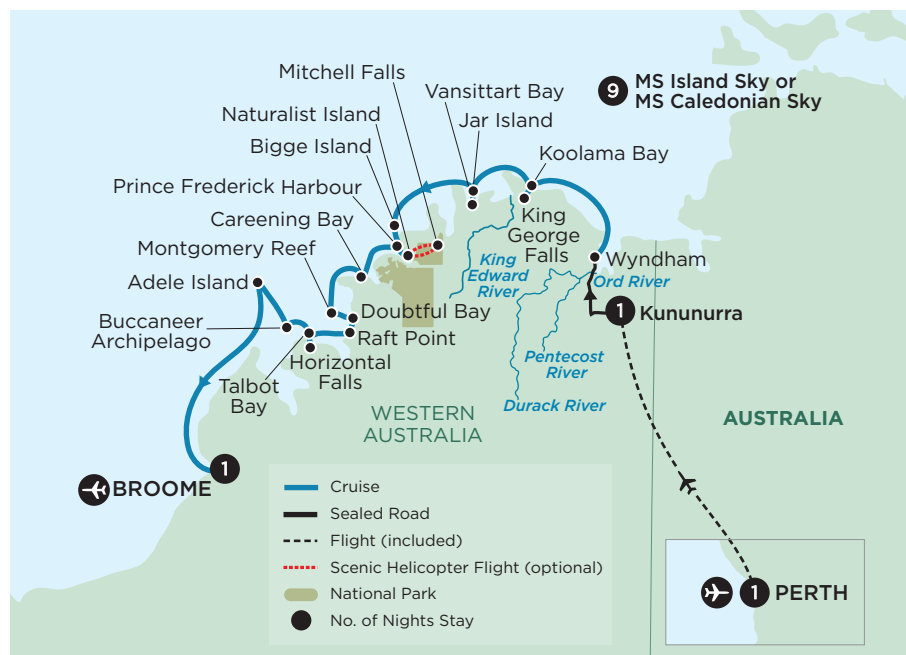 Mitchell Falls
Vansittart Bay
9
MS Island Sky or
MS Caledonian Sky
Naturalist Island
Jar Island
Bigge Island
Koolama Bay
Prince Frederick Harbour
Careening Bay
King
George
Falls
Montgomery Reef
King
Edward
River
Wyndham
Adele Island
Ord River
Doubtful Bay
1
Kununurra
Buccaneer
Archipelago
Raft Point
Horizontal
Falls
Pentecost
River
Talbot
Bay
Durack River
WESTERN
AUSTRALIA
AUSTRALIA
BROOME
1
Cruise
Sealed Road
Flight (included)
Scenic Helicopter Flight (optional)
National Park
No. of Nights Stay
1
PERTH